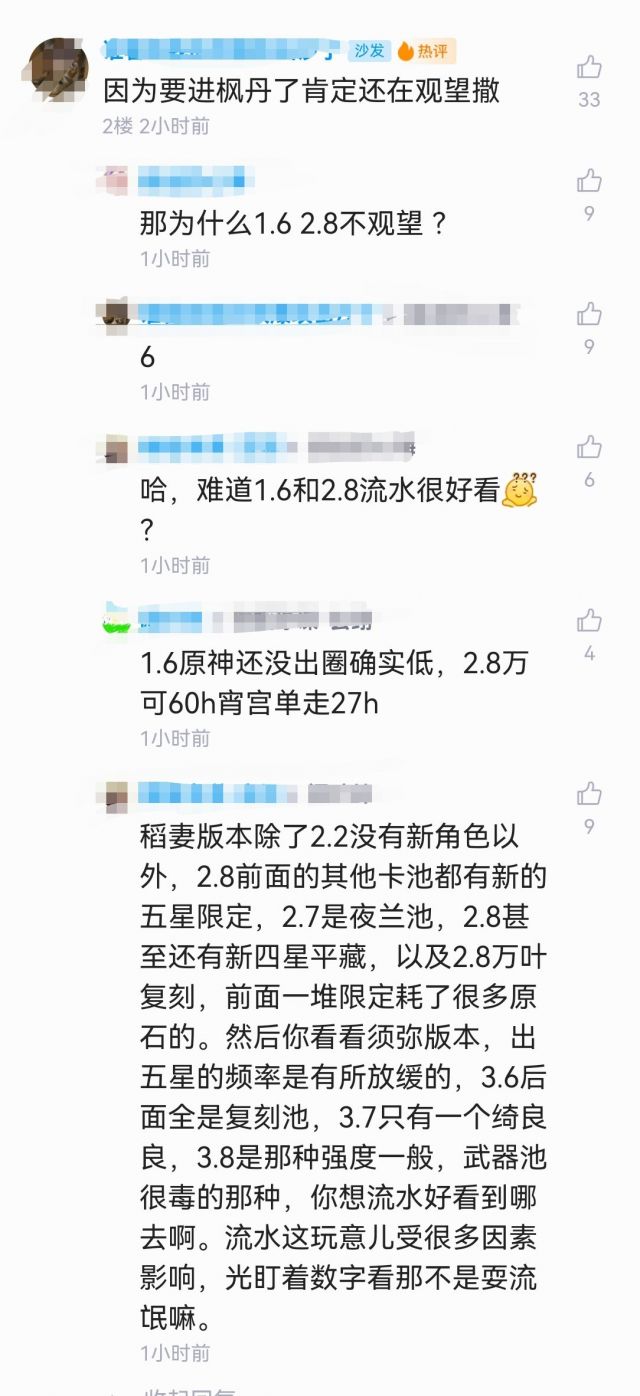 沙发 热评
因为要进枫丹了肯定还在观望撒
33
2楼 2小时前
那为什么1.6 2.8不观望？
9
1小时前
6
9
1小时前
哈，难道1.6和2.8流水很好看
???
？
6
1小时前
1.6原神还没出圈确实低，2.8万
可60h宵宫单走27h
4
1小时前
稻妻版本除了2.2没有新角色以
外，2.8前面的其他卡池都有新的
五星限定，2.7是夜兰池，2.8甚
至还有新四星平藏，以及2.8万叶
复刻，前面一堆限定耗了很多原
石的。然后你看看须弥版本，出
五星的频率是有所放缓的，3.6后
面全是复刻池，3.7只有一个绮良
良，3.8是那种强度一般，武器池
很毒的那种，你想流水好看到哪
去啊。流水这玩意儿受很多因素
影响，光盯着数字看那不是耍流
氓嘛。
9
1小时前